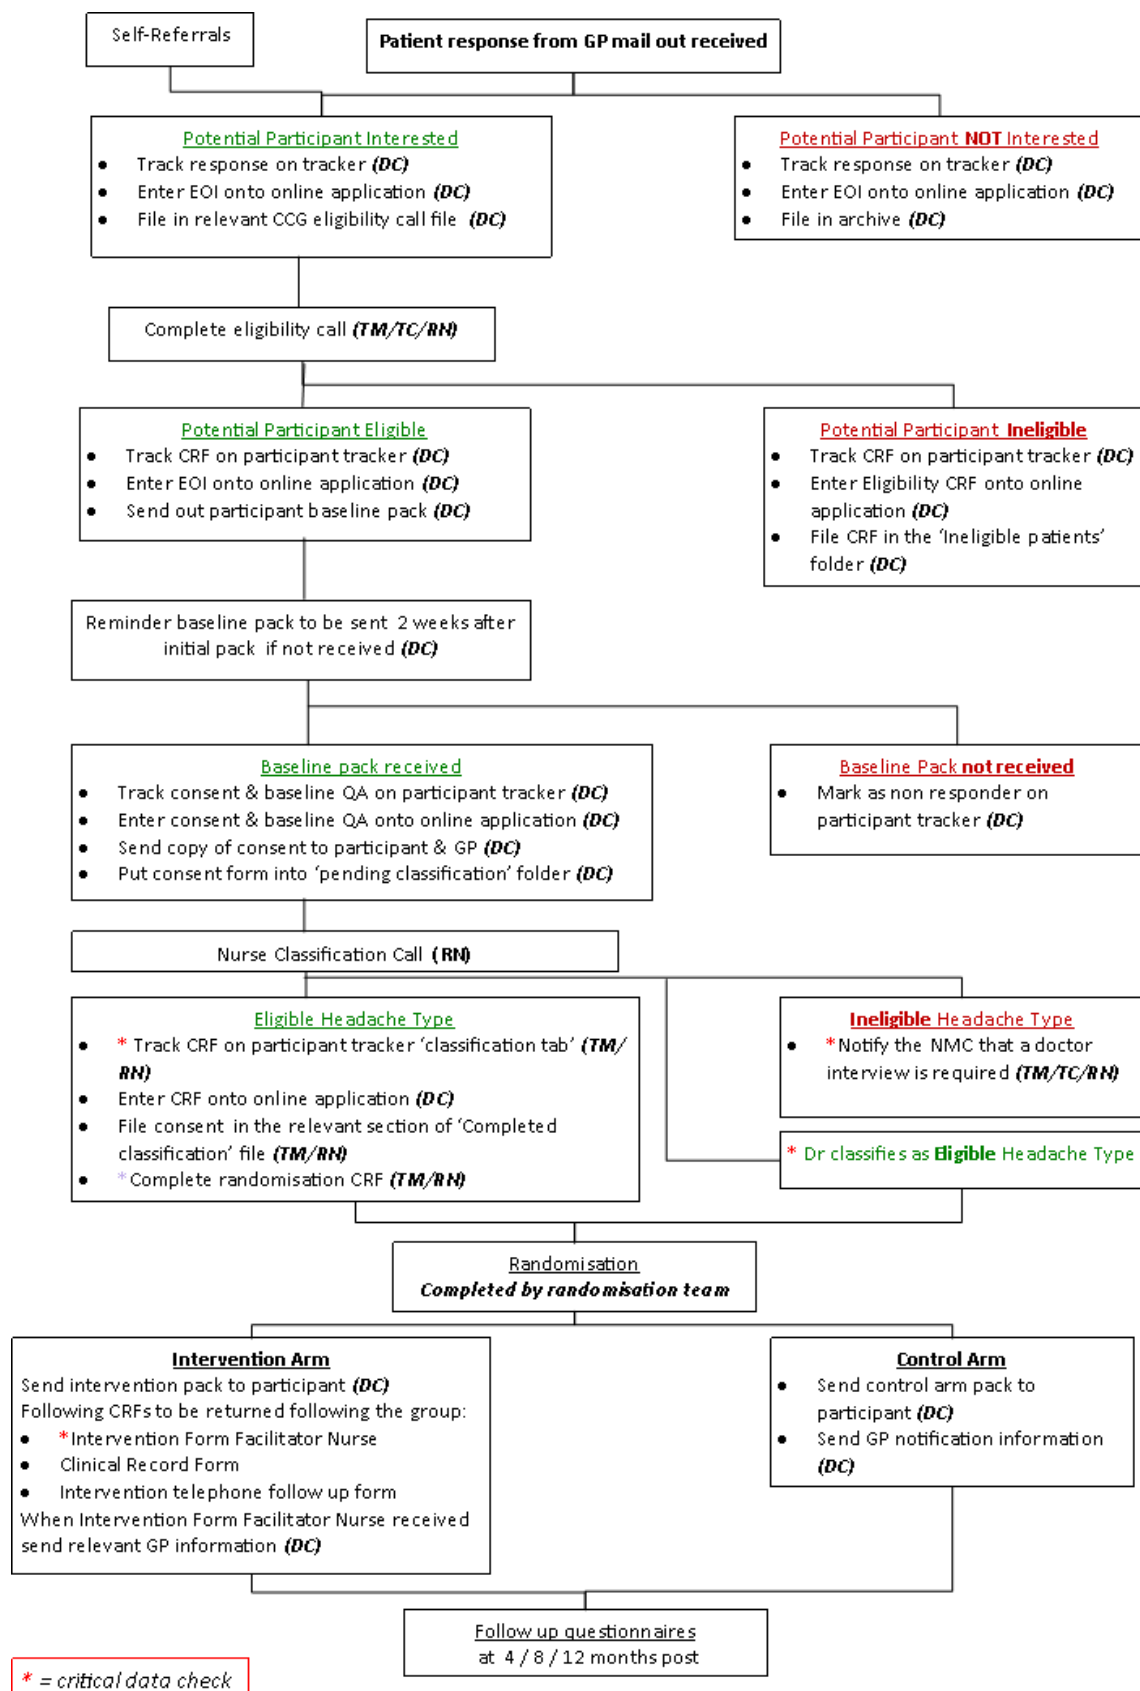 Self-Referrals
Patient response from GP mail out received
Potential Participant Interested
● Track response on tracker (DC)
● Enter EOI onto online application (DC)
● File in relevant CCG eligibility call file (DC)
Potential Participant NOT Interested
● Track response on tracker (DC)
● Enter EOI onto online application (DC)
● File in archive (DC)
Complete eligibility call (TM/TC/RN)
Potential Participant Eligible
● Track CRF on participant tracker (DC)
● Enter EOI onto online application (DC)
● Send out participant baseline pack (DC)
Potential Participant Ineligible
● Track CRF on participant tracker (DC)
● Enter Eligibility CRF onto online
application (DC)
● File CRF in the ‘Ineligible patients’
folder (DC)
Reminder baseline pack to be sent 2 weeks after
initial pack if not received (DC)
Baseline pack received
● Track consent & baseline QA on participant tracker (DC)
● Enter consent & baseline QA onto online application (DC)
● Send copy of consent to participant & GP (DC)
● Put consent form into ‘pending classification’ folder (DC)
Baseline Pack not received
● Mark as non responder on
participant tracker (DC)
Nurse Classification Call (RN)
Eligible Headache Type
● * Track CRF on participant tracker ‘classification tab’ (TM/
RN)
● Enter CRF onto online application (DC)
● File consent in the relevant section of ‘Completed
classification’ file (TM/RN)
● *Complete randomisation CRF (TM/RN)
Ineligible Headache Type
● *Notify the NMC that a doctor
interview is required (TM/TC/RN)
* Dr classifies as Eligible Headache Type
Randomisation
Completed by randomisation team
Intervention Arm
Send intervention pack to participant (DC)
Following CRFs to be returned following the group:
● *Intervention Form Facilitator Nurse
● Clinical Record Form
● Intervention telephone follow up form
When Intervention Form Facilitator Nurse received
send relevant GP information (DC)
Control Arm
● Send control arm pack to
participant (DC)
● Send GP notification information
(DC)
Follow up questionnaires
at 4 / 8 / 12 months post
* = critical data check